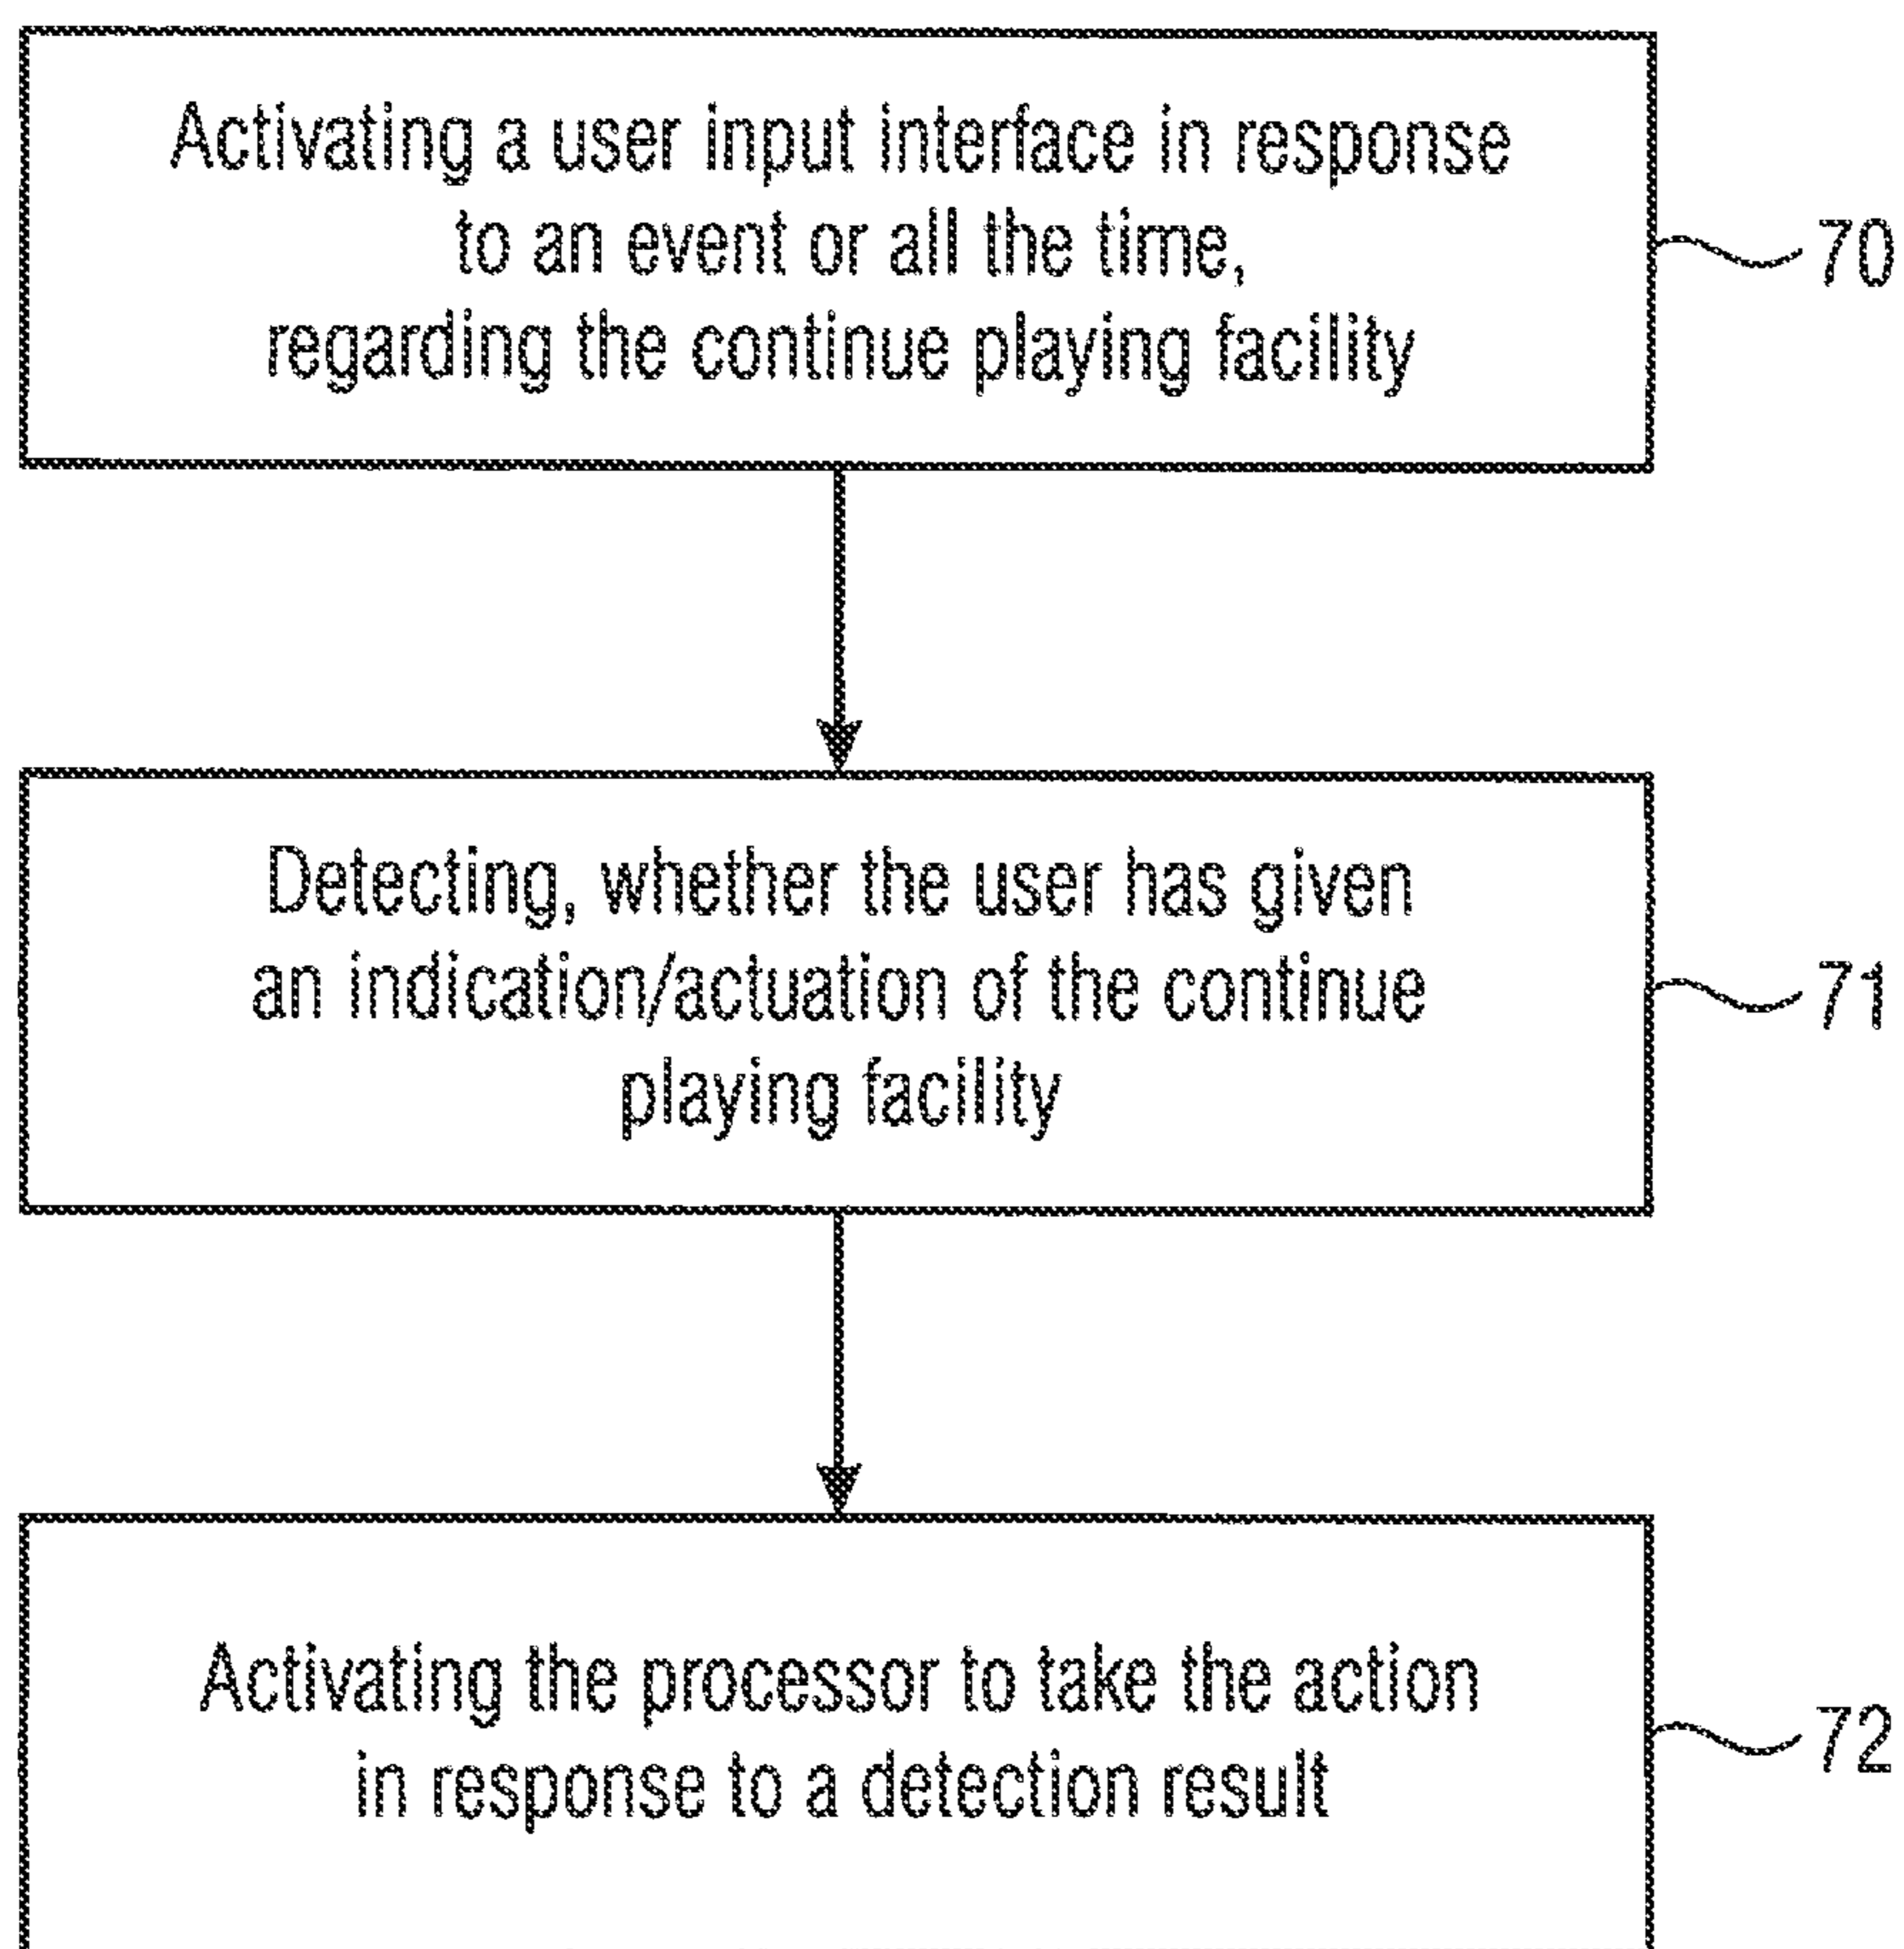 Activating a user input interface in response
to an event or all the time,
regarding the continue playing facility
70
Detecting, whether the user has given
an indication/actuation of the continue
playing facility
71
Activating the processor to take the action
in response to a detection result
72